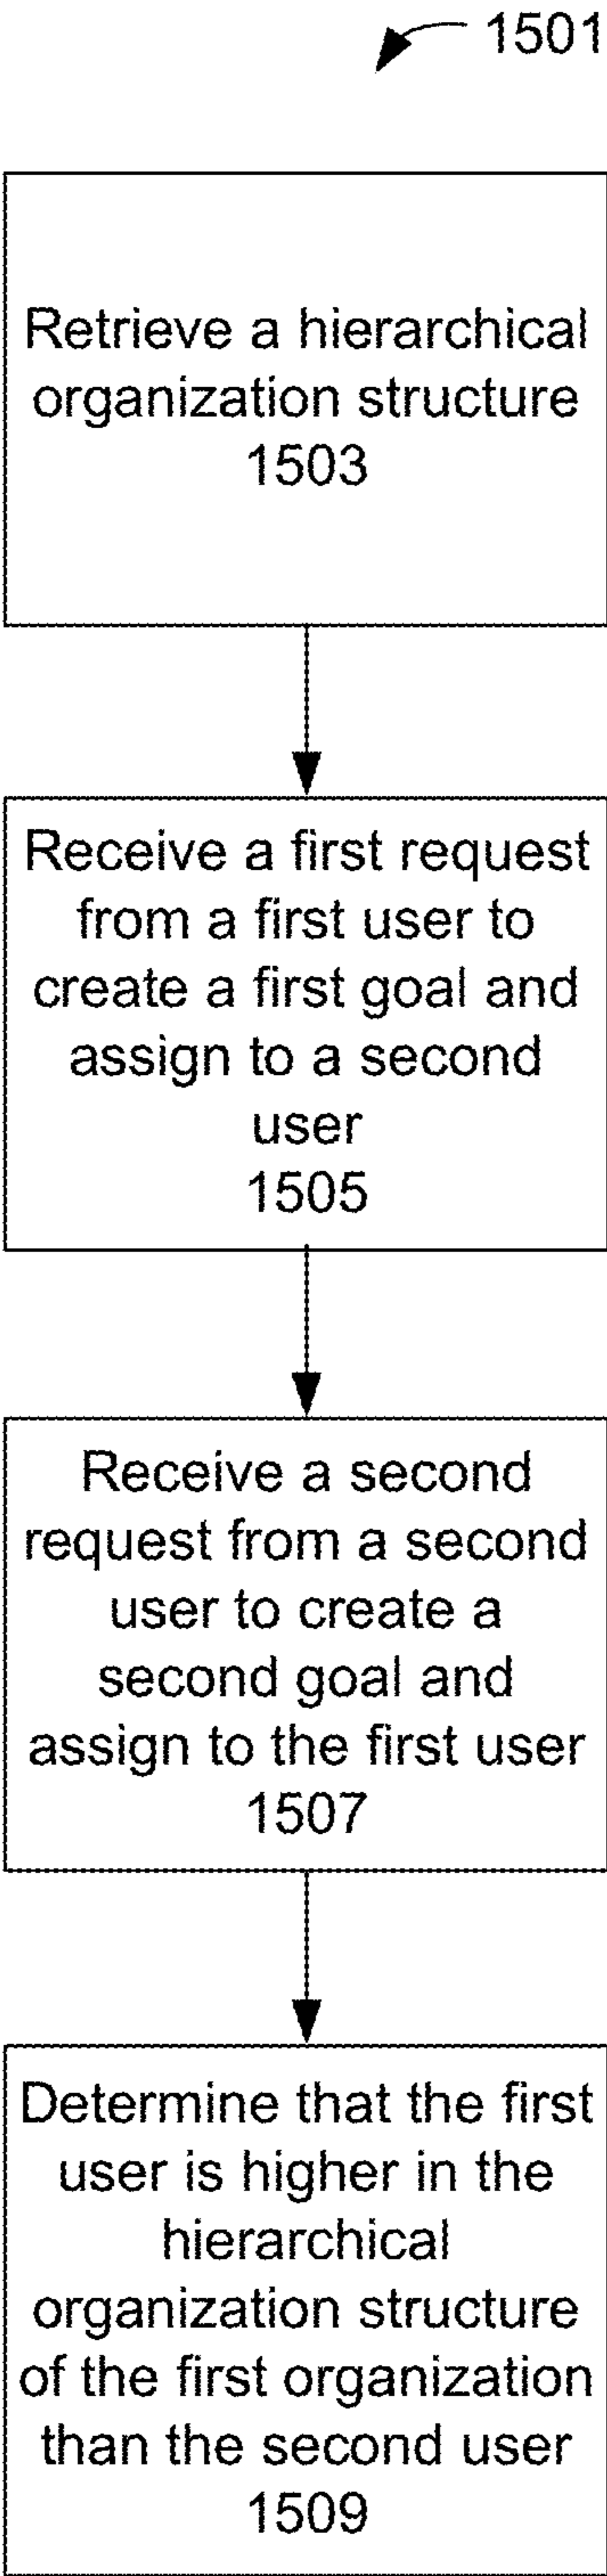 1501
Retrieve a hierarchical
organization structure
1503
Receive a first request
from a first user to
create a first goal and
assign to a second
user
1505
Receive a second
request from a second
user to create a
second goal and
assign to the first user
1507
Determine that the first
user is higher in the
hierarchical
organization structure
of the first organization
than the second user
1509